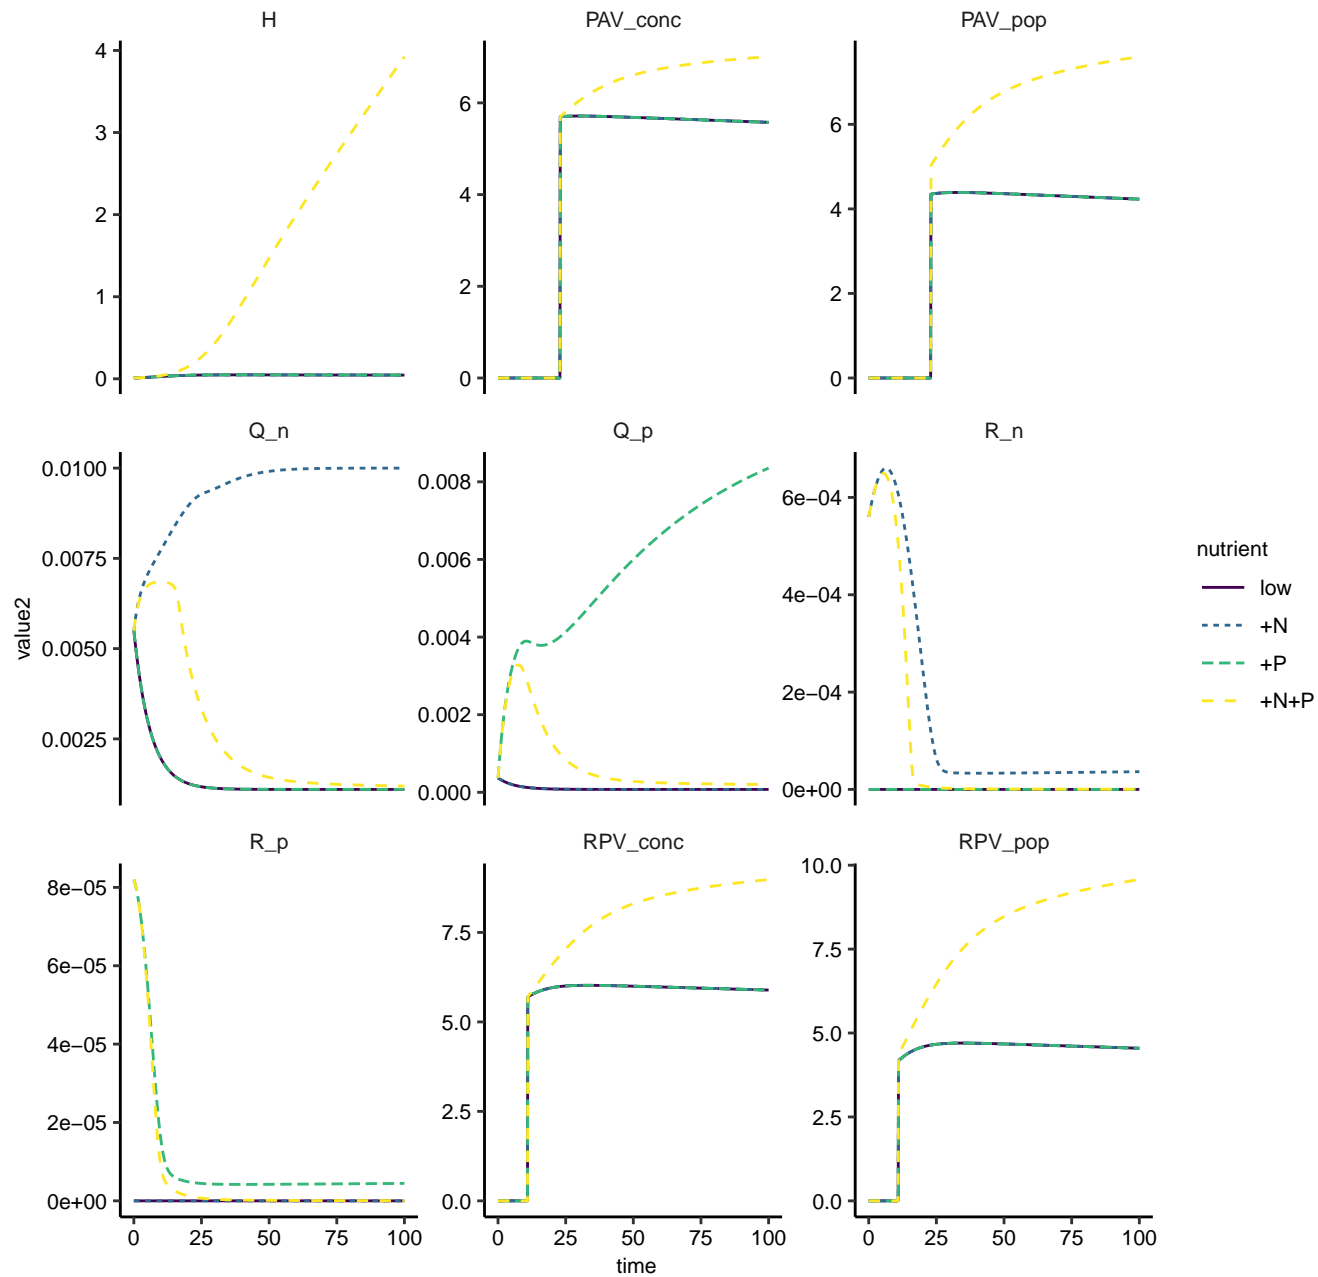 H
PAV_conc
PAV_pop
4
3
2
1
0
6
4
2
0
6
4
2
0
Q_n
Q_p
R_n
0.0100
0.0075
0.0050
0.0025
0.008
0.006
0.004
0.002
0.000
6e−04
4e−04
2e−04
0e+00
R_p
RPV_conc
RPV_pop
8e−05
6e−05
4e−05
2e−05
0e+00
7.5
5.0
2.5
0.0
10.0
7.5
5.0
2.5
0.0
0 25 50 75 100
0 25 50 75 100
0 25 50 75 100
time
value2
nutrient
low
+N
+P
+N+P